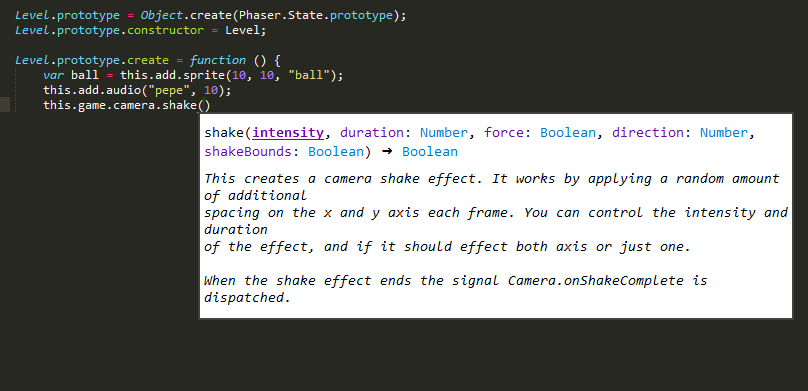 Level.prototype = Object.create(Phaser.State.prototype);
Level.prototype.constructor = Level;
Level.prototype.create = function () {
var ball = this.add.sprite(10, 10, "ball");
this.add.audio("pepe", 10);
this.game.camera.shake()
shake(intensity, duration: Number, force: Boolean, direction: Number,
shakeBounds: Boolean) → Boolean
This creates a camera shake effect. It works by applying a random amount
of additional
spacing on the x and y axis each frame. You can control the intensity and
duration
of the effect, and if it should effect both axis or just one.
When the shake effect ends the signal Camera.onShakeComplete is
dispatched.